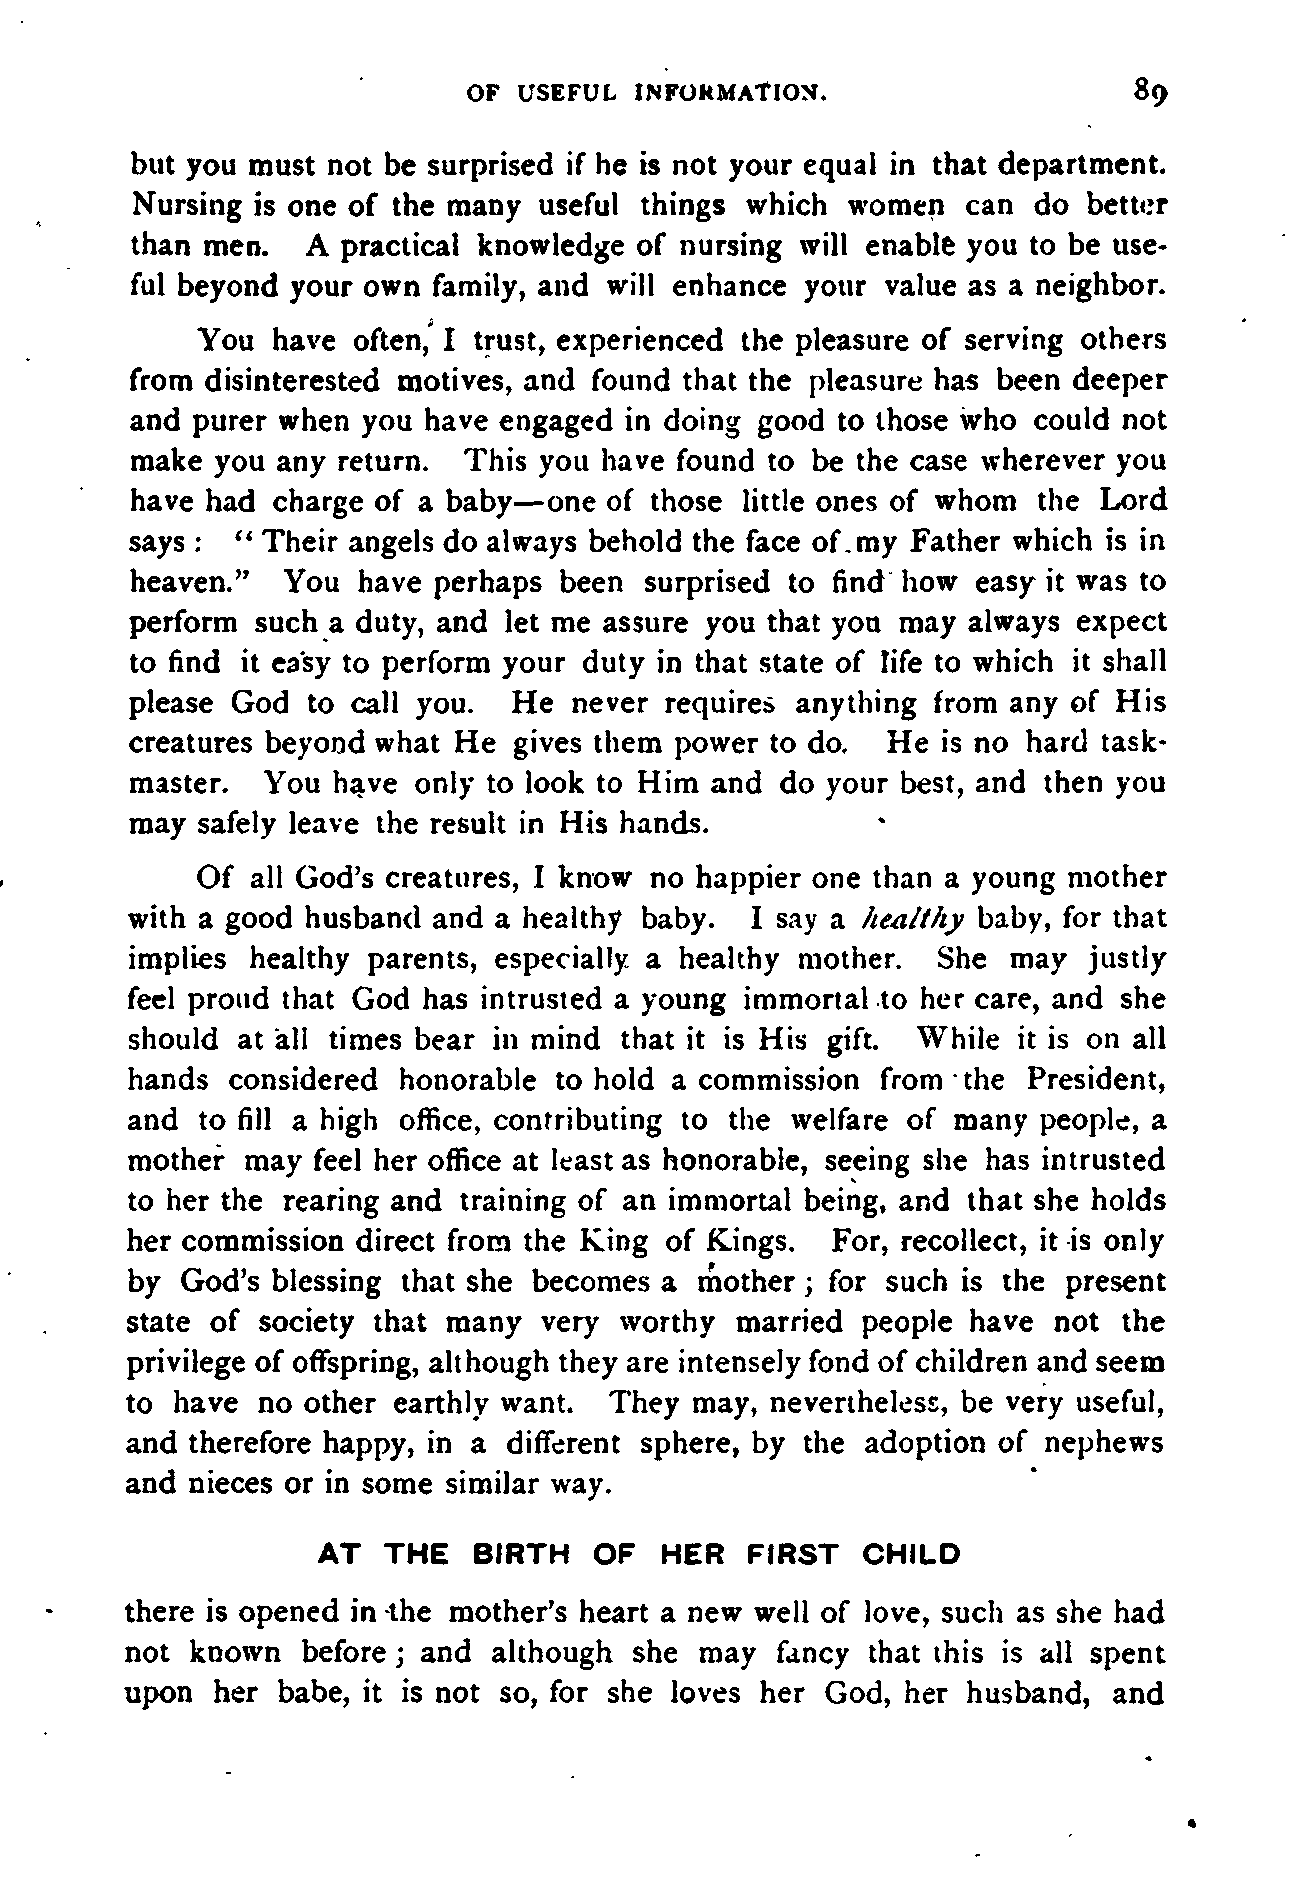 OF USEFUL INFORMATION. 89
but you must not be surprised if he is not your equal in that department.
Nursing is one of the many useful things which women can do better
than men. A practical knowledge of nursing will enable you to be use-
ful beyond your own family, and will enhance your value as a neighbor.
You have often, I trust, experienced the pleasure of serving others
from disinterested motives, and found that the pleasure has been deeper
and purer when you have engaged in doing good to those who could not
make you any return. This you have found to be the case wherever you
have had charge of a baby—one of those little ones of whom the Lord
says : “ Their angels do always behold the face of my Father which is in
heaven.” You have perhaps been surprised to find how easy it was to
perform such a duty, and let me assure you that you may always expect
to find it easy to perform your duty in that state of life to which it shall
please God to call you. He never requires anything from any of His
creatures beyond what He gives them power to do. He is no hard task-
master. You have only to look to Him and do your best, and then you
may safely leave the result in His hands.
Of all God’s creatures, I know no happier one than a young mother
with a good husband and a healthy baby. I say a healthy baby, for that
implies healthy parents, especially a healthy mother. She may justly
feel proud that God has intrusted a young immortal to her care, and she
should at all times bear in mind that it is His gift. While it is on all
hands considered honorable to hold a commission from the President,
and to fill a high office, contributing to the welfare of many people, a
mother may feel her office at least as honorable, seeing she has intrusted
to her the rearing and training of an immortal being, and that she holds
her commission direct from the King of Kings. For, recollect, it is only
by God’s blessing that she becomes a mother ; for such is the present
state of society that many very worthy married people have not the
privilege of offspring, although they are intensely fond of children and seem
to have no other earthly want. They may, nevertheless, be very useful,
and therefore happy, in a different sphere, by the adoption of nephews
and nieces or in some similar way.
AT THE BIRTH OF HER FIRST CHILD
there is opened in the mother’s heart a new well of love, such as she had
not known before ; and although she may fancy that this is all spent
upon her babe, it is not so, for she loves her God, her husband, and